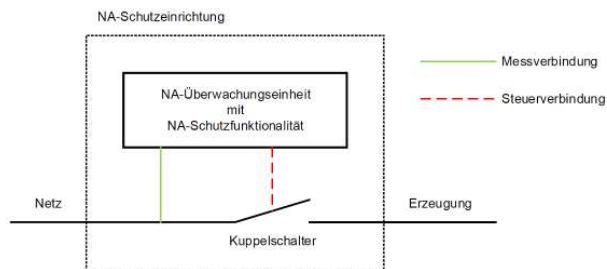 NA-Schutzeinrichtung
NA-Überwachungseinheit
mit
NA-Schutzfunktionalität
Messverbindung
Steuerverbindung
Netz
Erzeugung
Kuppelschalter